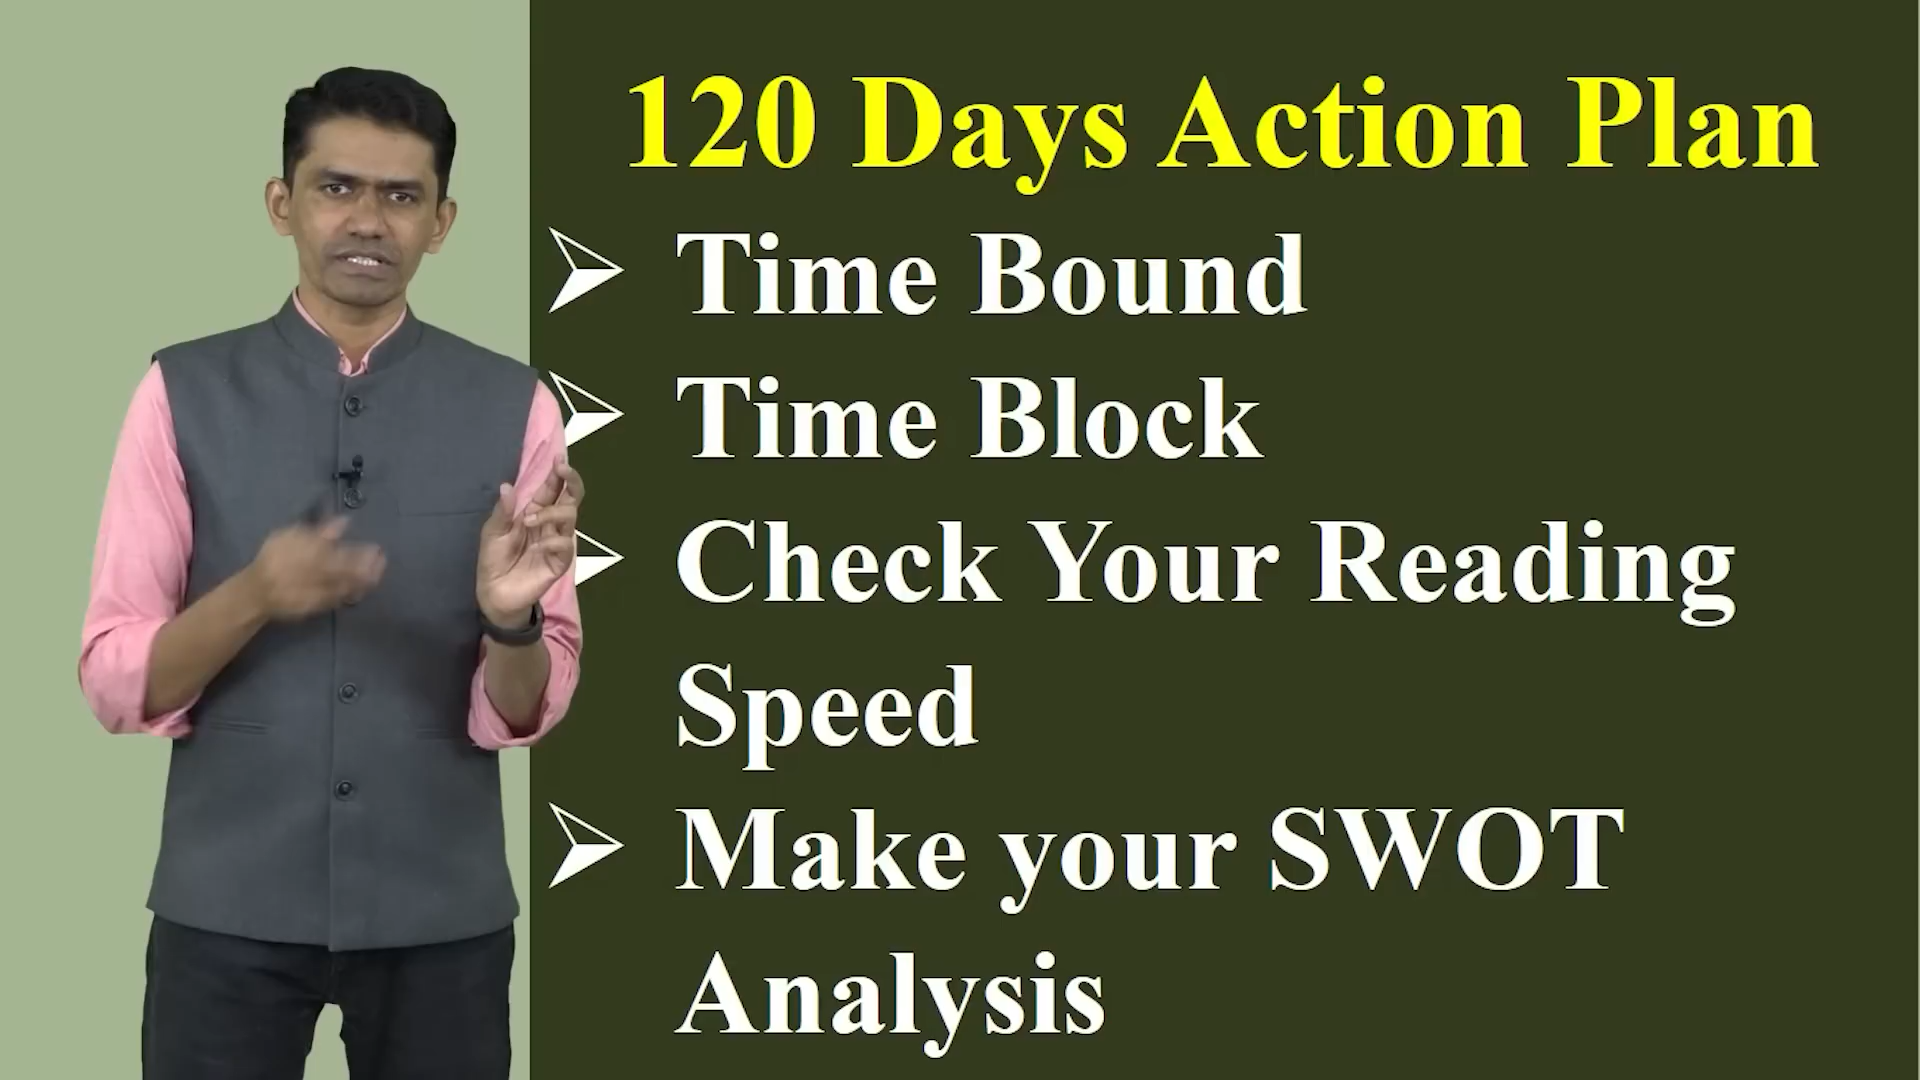 120 Days Action Plan
Time Bound
Time Block
Check Your Reading
Speed
Make your SWOT
Analysis